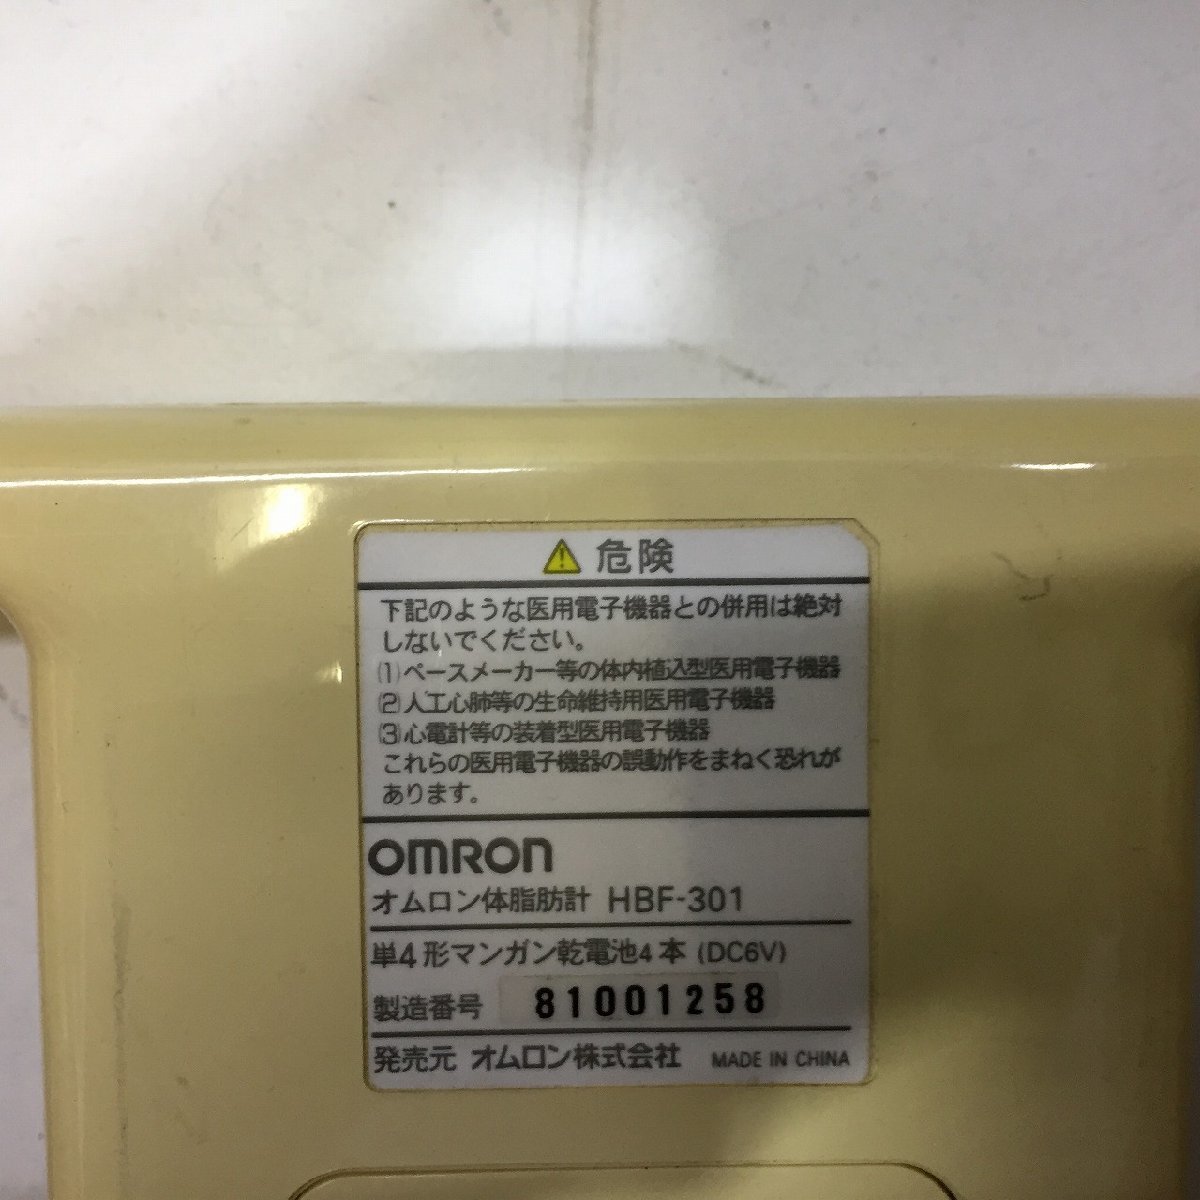 危険
下記のような医用電子機器との併用は絶対
しないでください。
(1)ペースメーカー等の体内植込型医用電子機器
(2)人工心肺等の生命維持用医用電子機器
(3)心電計等の装着型医用電子機器
これらの医用電子機器の誤動作をまねく恐れが
あります。
OMRON
オムロン体脂肪計 HBF-301
単4形マンガン乾電池4本 (DC6V)
製造番号 81001258
発売元 オムロン株式会社 MADE IN CHINA